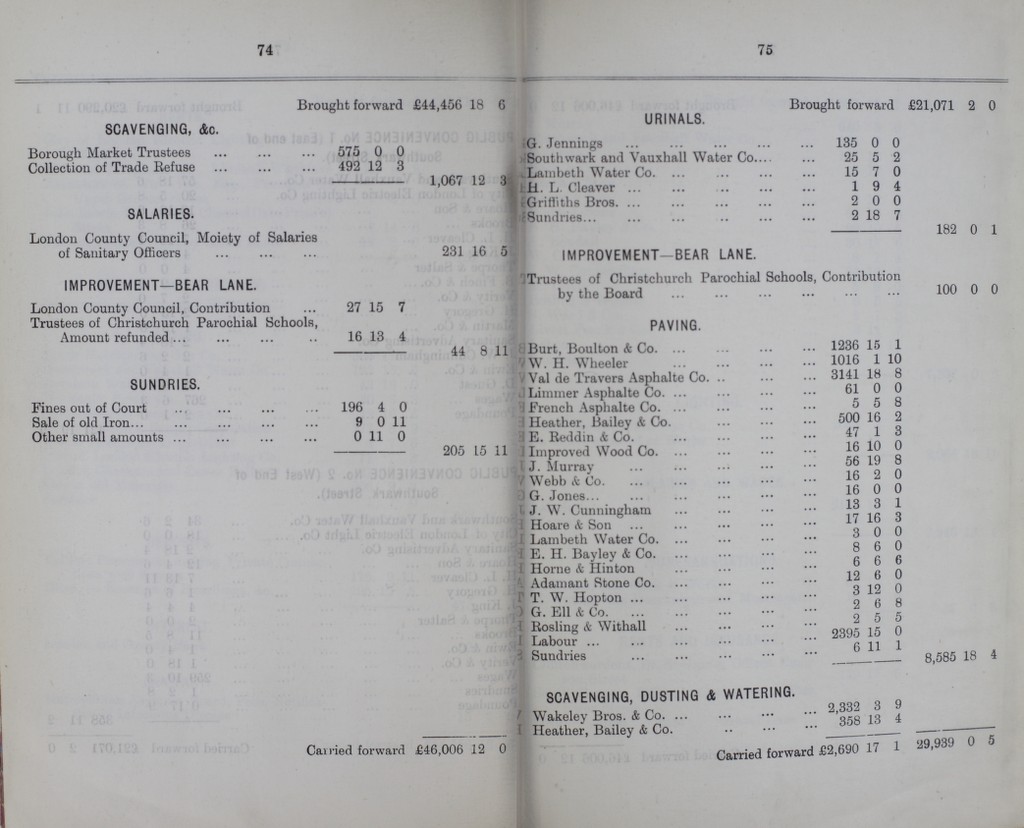 74
Brought forward £44,456 18 6
SCAVENGING, &c.
Borough Market Trustees ... ... ... 575 0 0
Collection of Trade Refuse ... ... ... 492 12 3
1,067 12 3
SALARIES.
London County Council, Moiety of Salaries
of Sanitary Officers ... ... ... 231 16 5
IMPROVEMENT—BEAR LANE.
London County Council, Contribution ... 27 15 7
Trustees of Christchurch Parochial Schools,
Amount refunded ... ... ... .. 16 13 4
44 8 11
SUNDRIES.
Fines out of Court ... ... ... ... 196 4 0
Sale of old Iron... ... ... ... ... 9 0 11
Other small amounts ... ... ... ... 0 11 0
205 15 11
Carried forward £46,006 12 0
75
Brought forward £21,071 2 0
URINALS.
G. Jennings ... ... ... ... ... 135 0 0
Southwark and Vauxhall Water Co.... ... ... 25 5 2
Lambeth Water Co. ... ... ... ... ... 15 7 0
H. L. Cleaver ... ... ... ... ... 1 9 4
Griffiths Bros. ... ... ... ... ... 2 0 0
Sundries... ... ... ... ... ... 2 18 7
182 0 1
IMPROVEMENT—BEAR LANE.
Trustees of Christchurch Parochial Schools, Contribution
by the Board ... ... ... ... ... ... 100 0 0
PAVING.
Burt, Boulton & Co. ... ... ... ... 1236 15 1
W. H. Wheeler ... ... ... ... 1016 1 10
Val de Travers Asphalte Co. ... ... ... 3141 18 8
Limmer Asphalte Co. ... ... ... ... 61 0 0
French Asphalte Co. ... ... ... ... 5 5 8
Heather, Bailey & Co. ... ... ... ... 500 16 2
E. Reddin & Co. ... ... ... ... 47 1 3
Improved Wood Co. ... ... ... ... 16 10 0
J. Murray ... ... ... ... ... 56 19 8
Webb & Co. ... ... ... ... ... 16 2 0
G. Jones... ... ... ... ... ... 16 0 0
J. W. Cunningham ... ... ... ... 13 3 1
Hoare & Son ... ... ... ... ... 17 16 3
Lambeth Water Co. ... ... ... ... 3 0 0
E. H. Bayley & Co. ... ... ... ... 8 6 0
Horne & Hinton ... ... ... ... 6 6 6
Adamant Stone Co. ... ... ... ... 12 6 0
T. W. Hopton ... ... ... ... ... 3 12 0
G. Ell & Co. ... ... ... ... ... 2 6 8
Rosling & Withall ... ... ... ... 2 5 5
Labour ... ... ... ... ... ... 2395 15 0
Sundries ... ... ... ... ... 6 11 1
8,585 18 4
SCAVENGING, DUSTING & WATERING.
Wakeley Bros. & Co. ... ... ... ... 2,332 3 9
Heather, Bailey & Co. .. ... ... 358 13 4
Carried forward £2,690 17 1 29,939 0 5